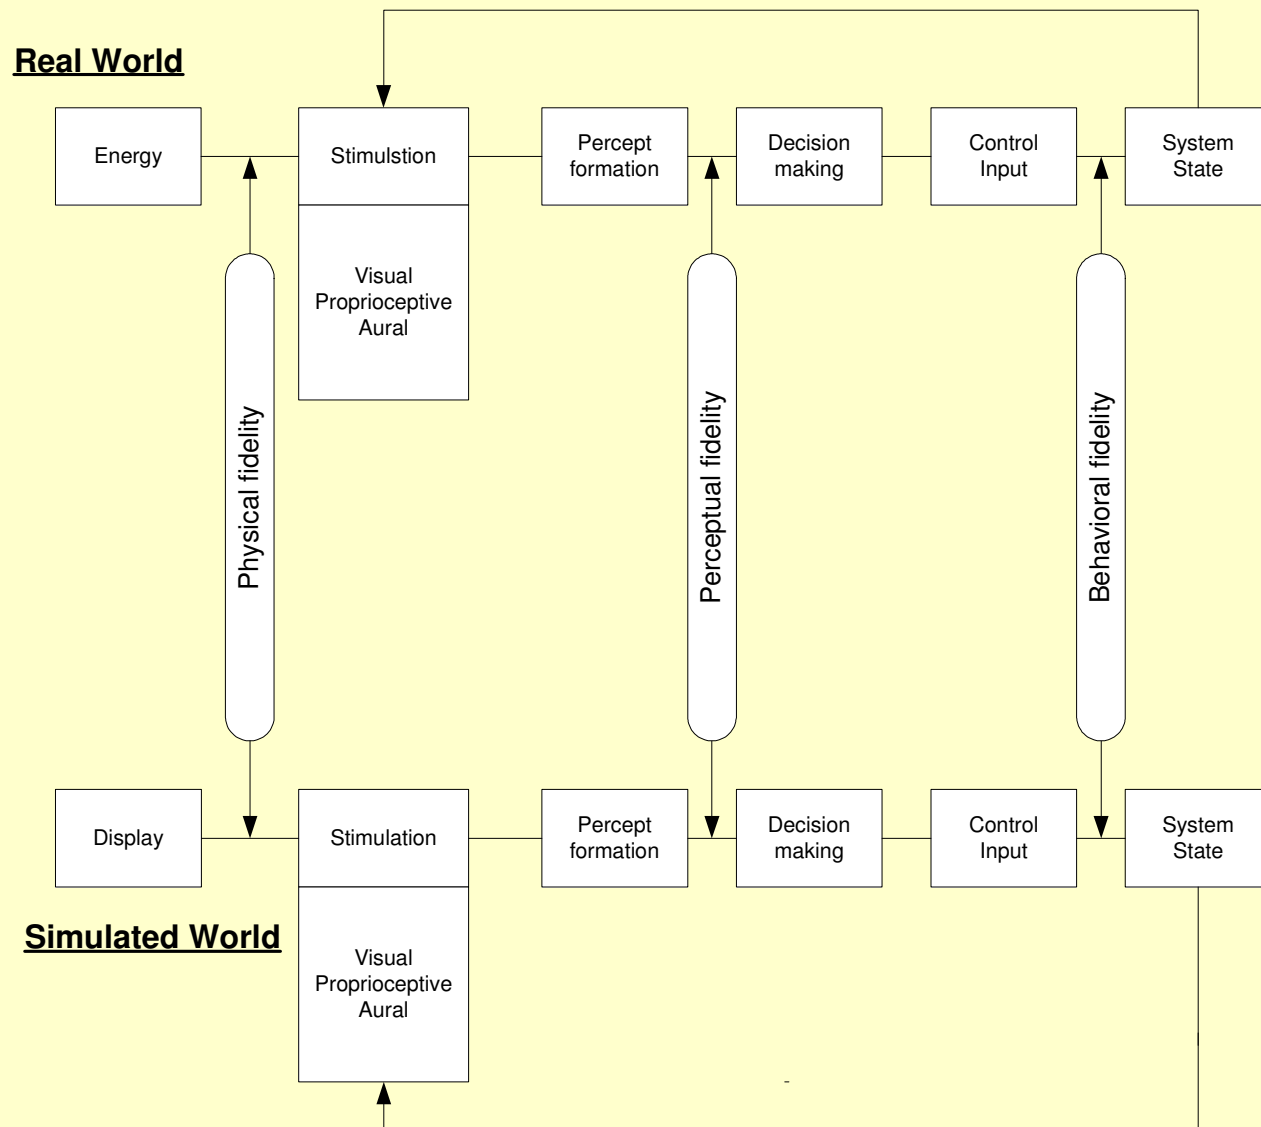 Real World
Energy
Stimulstion
Percept
formation
Decision
making
Control
Input
System
State
Visual
Proprioceptive
Aural
Physical fidelity
Perceptual fidelity
Behavioral fidelity
Display
Stimulation
Percept
formation
Decision
making
Control
Input
System
State
Simulated World
Visual
Proprioceptive
Aural